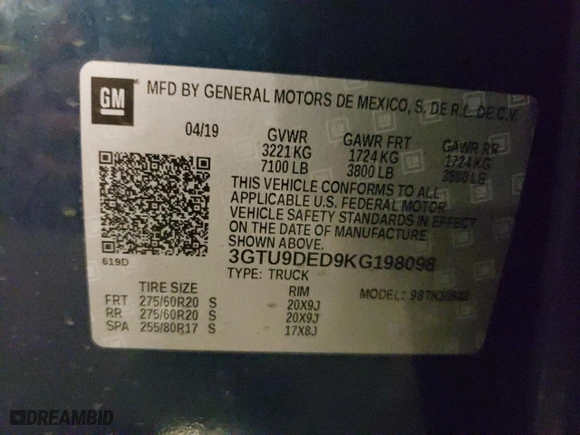 GM
MFD BY GENERAL MOTORS DE MEXICO, S. DE R.L. DE C.V.
04/19 GVWR GAWR FRT GAWR RR
3221 KG 1724 KG 1724 KG
7100 LB 3800 LB 3800 LB
THIS VEHICLE CONFORMS TO ALL
APPLICABLE U.S. FEDERAL MOTOR
VEHICLE SAFETY STANDARDS IN EFFECT
ON THE DATE OF MANUFACTURE
SHOWN ABOVE.
619D
3GTU9DED9KG198098
TYPE: TRUCK
TIRE SIZE RIM MODEL:
FRT 275/60R20 S 20X9J
RR 275/60R20 S 20X9J
SPA 255/80R17 S 17X8J
DREAMBID